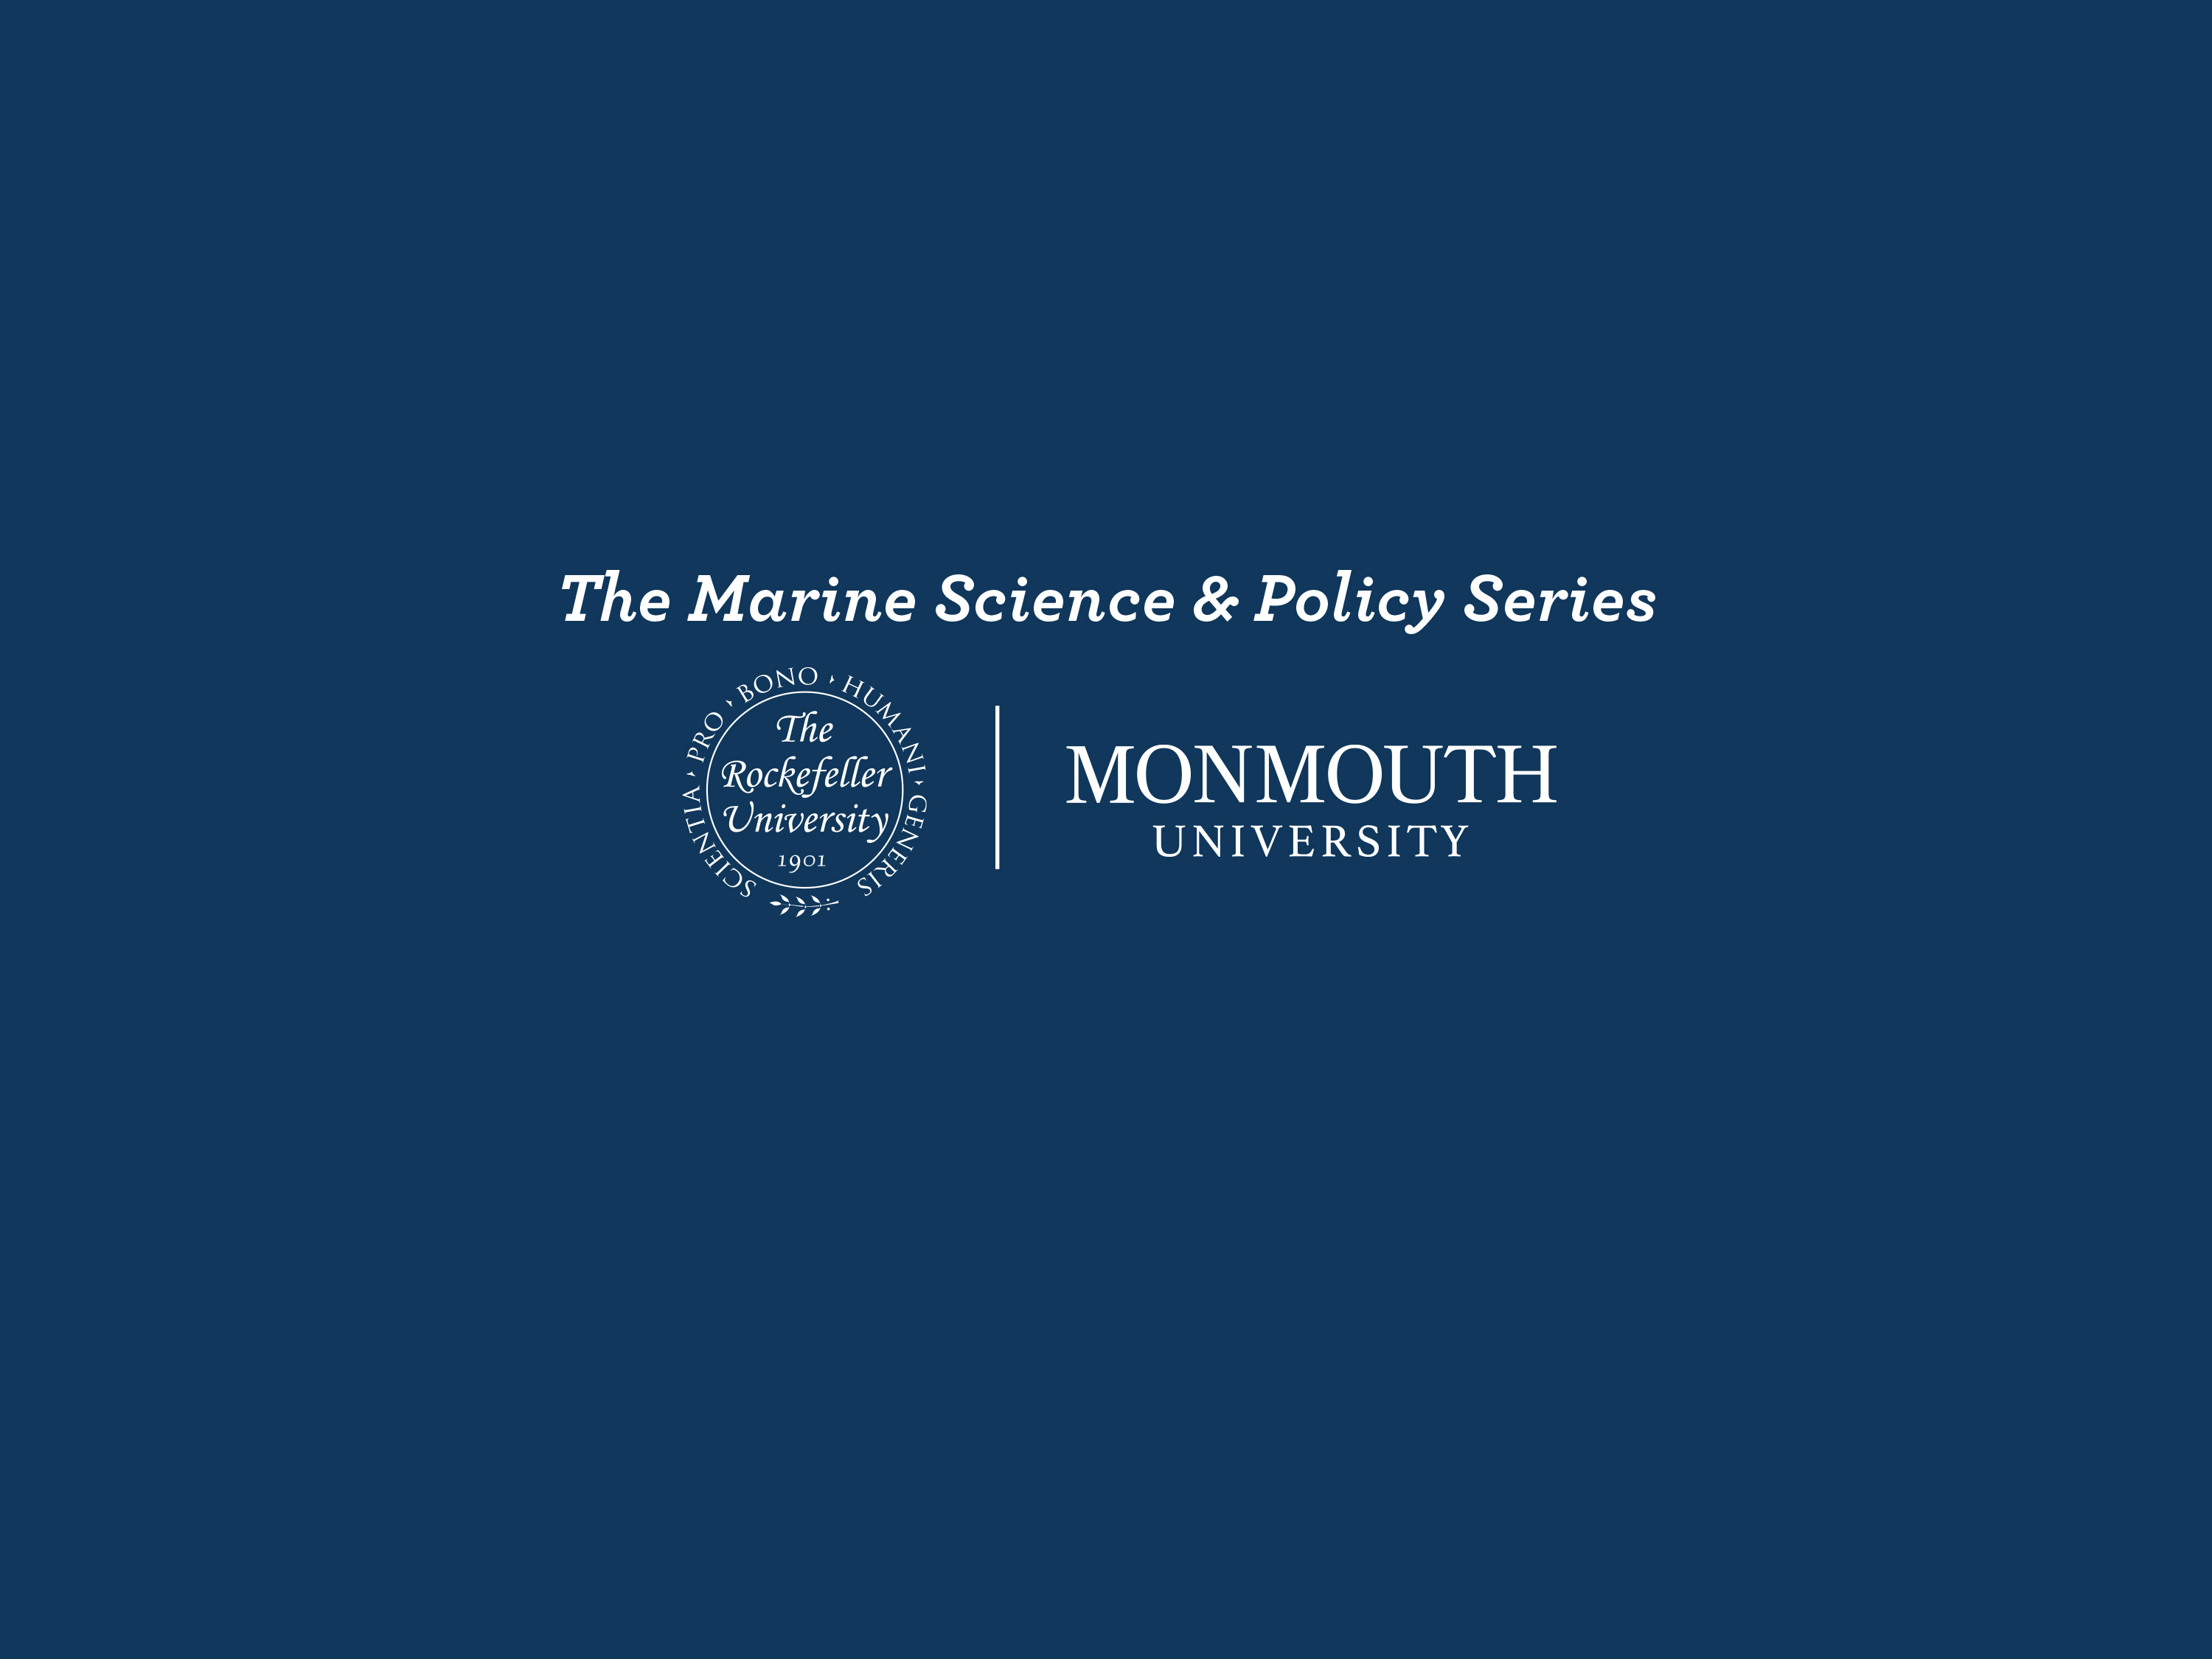 The Marine Science & Policy Series
SCIENTIA · PRO · BONO · HUMANI · GENERIS
The
Rockefeller
University
1901
MONMOUTH
UNIVERSITY